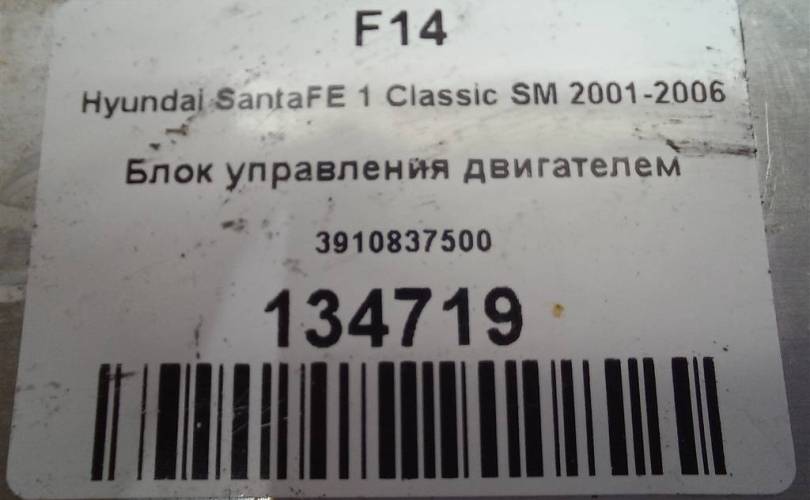 F14
Hyundai SantaFE 1 Classic SM 2001-2006
Блок управления двигателем
3910837500
134719